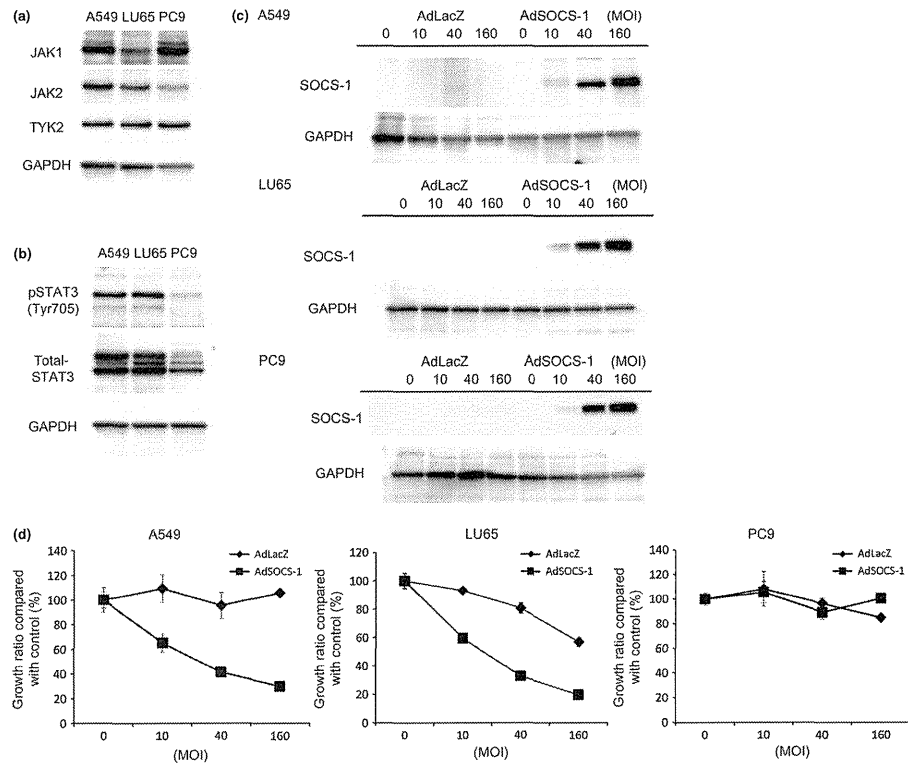 (a)
A549 LU65 PC9
JAK1
JAK2
TYK2
GAPDH
(b)
A549 LU65 PC9
pSTAT3
(Tyr705)
Total-
STAT3
GAPDH
(c)
A549
AdLacZ AdSOCS-1 (MOI)
0 10 40 160 0 10 40 160
SOCS-1
GAPDH
LU65
AdLacZ AdSOCS-1 (MOI)
0 10 40 160 0 10 40 160
SOCS-1
GAPDH
PC9
AdLacZ AdSOCS-1 (MOI)
0 10 40 160 0 10 40 160
SOCS-1
GAPDH
(d)
A549
Growth ratio compared
with control (%)
140
120
100
80
60
40
20
0
AdLacZ
AdSOCS-1
0 10 40 160
(MOI)
LU65
Growth ratio compared
with control (%)
120
100
80
60
40
20
0
AdLacZ
AdSOCS-1
0 10 40 160
(MOI)
PC9
Growth ratio compared
with control (%)
140
120
100
80
60
40
20
0
AdLacZ
AdSOCS-1
0 10 40 160
(MOI)